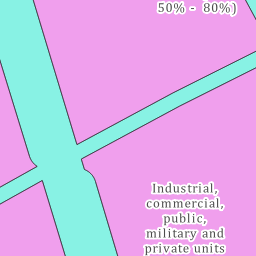 50% - 80%)
Industrial,
commercial,
public,
military and
private units